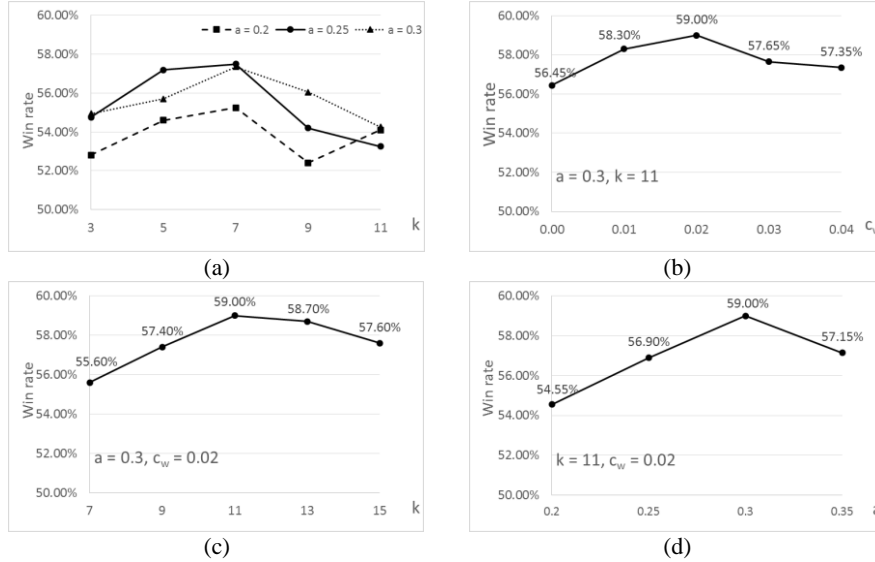 60.00%
a = 0.2 a = 0.25 a = 0.3
58.00%
56.00%
54.00%
52.00%
50.00%
Win rate
3 5 7 9 11 k
(a)
60.00%
58.00%
56.00%
54.00%
52.00%
50.00%
Win rate
56.45% 58.30% 59.00% 57.65% 57.35%
a = 0.3, k = 11
0.00 0.01 0.02 0.03 0.04
(b)
60.00%
58.00%
56.00%
54.00%
52.00%
50.00%
Win rate
55.60% 57.40% 59.00% 58.70% 57.60%
a = 0.3, c_w = 0.02
7 9 11 13 15 k
(c)
60.00%
58.00%
56.00%
54.00%
52.00%
50.00%
Win rate
54.55% 56.90% 59.00% 57.15%
k = 11, c_w = 0.02
0.2 0.25 0.3 0.35
(d)